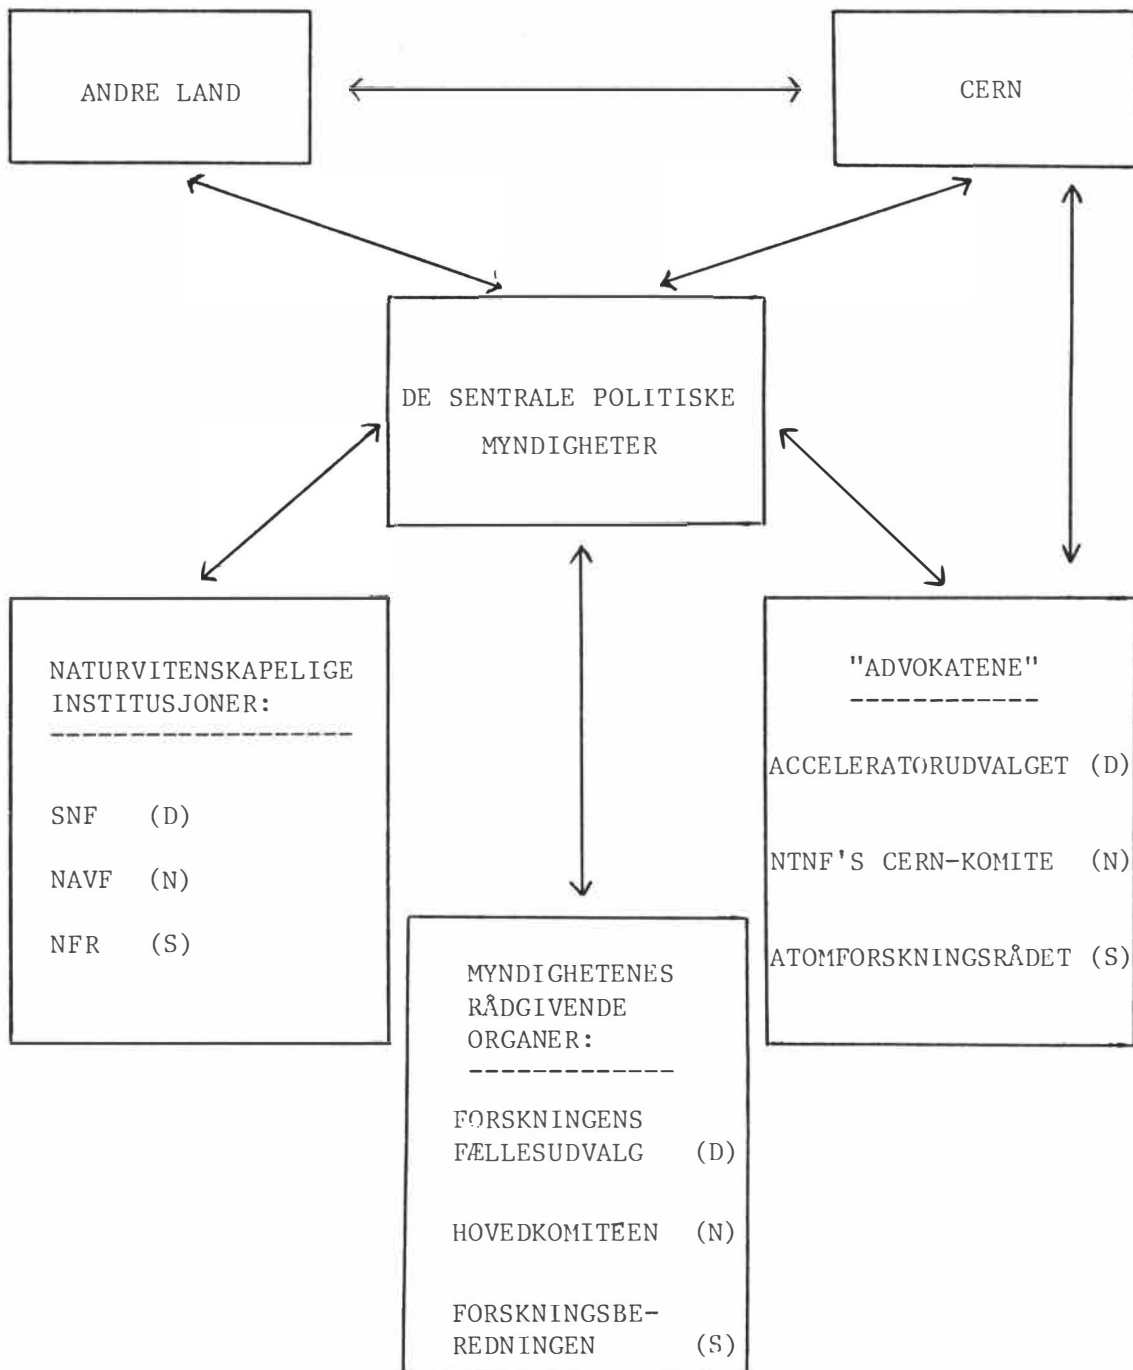 ANDRE LAND
CERN
DE SENTRALE POLITISKE
MYNDIGHETER
NATURVITENSKAPELIGE
INSTITUSJONER:
SNF (D)
NAVF (N)
NFR (S)
"ADVOKATENE"
ACCELERATORUDVALGET (D)
NTNF'S CERN-KOMITE (N)
ATOMFORSKNINGSRÅDET (S)
MYNDIGHETENES
RÅDGIVENDE
ORGANER:
FORSKNINGENS
FÆLLESUDVALG (D)
HOVEDKOMITEEN (N)
FORSKNINGSBE-
REDNINGEN (S)